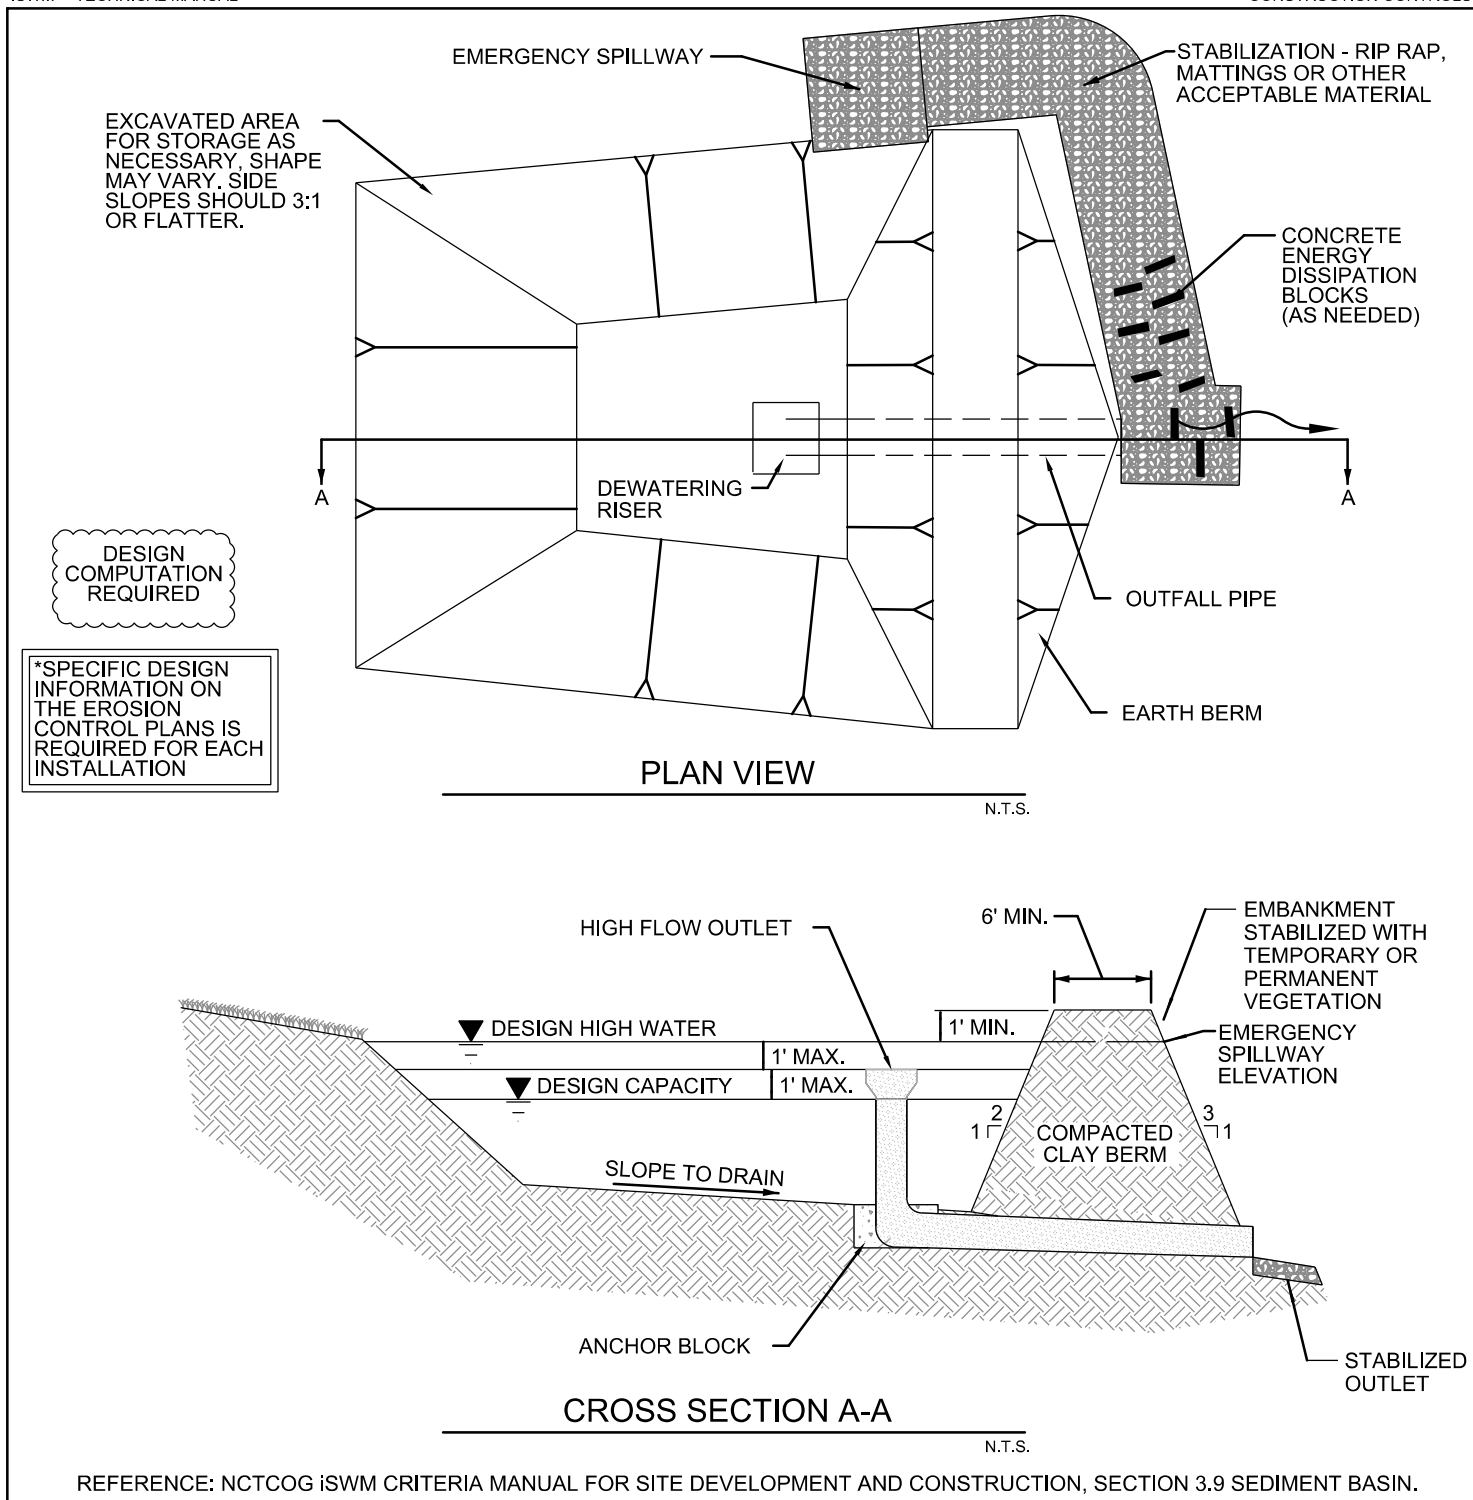 EMERGENCY SPILLWAY
STABILIZATION - RIP RAP,
MATTINGS OR OTHER
ACCEPTABLE MATERIAL
EXCAVATED AREA
FOR STORAGE AS
NECESSARY, SHAPE
MAY VARY. SIDE
SLOPES SHOULD 3:1
OR FLATTER.
CONCRETE
ENERGY
DISSIPATION
BLOCKS
(AS NEEDED)
A
A
DEWATERING
RISER
DESIGN
COMPUTATION
REQUIRED
OUTFALL PIPE
*SPECIFIC DESIGN
INFORMATION ON
THE EROSION
CONTROL PLANS IS
REQUIRED FOR EACH
INSTALLATION
EARTH BERM
PLAN VIEW
N.T.S.
HIGH FLOW OUTLET
6' MIN.
EMBANKMENT
STABILIZED WITH
TEMPORARY OR
PERMANENT
VEGETATION
DESIGN HIGH WATER
1' MIN.
EMERGENCY
SPILLWAY
ELEVATION
1' MAX.
DESIGN CAPACITY
1' MAX.
2
1
3
1
COMPACTED
CLAY BERM
SLOPE TO DRAIN
ANCHOR BLOCK
STABILIZED
OUTLET
CROSS SECTION A-A
N.T.S.
REFERENCE: NCTCOG iSWM CRITERIA MANUAL FOR SITE DEVELOPMENT AND CONSTRUCTION, SECTION 3.9 SEDIMENT BASIN.